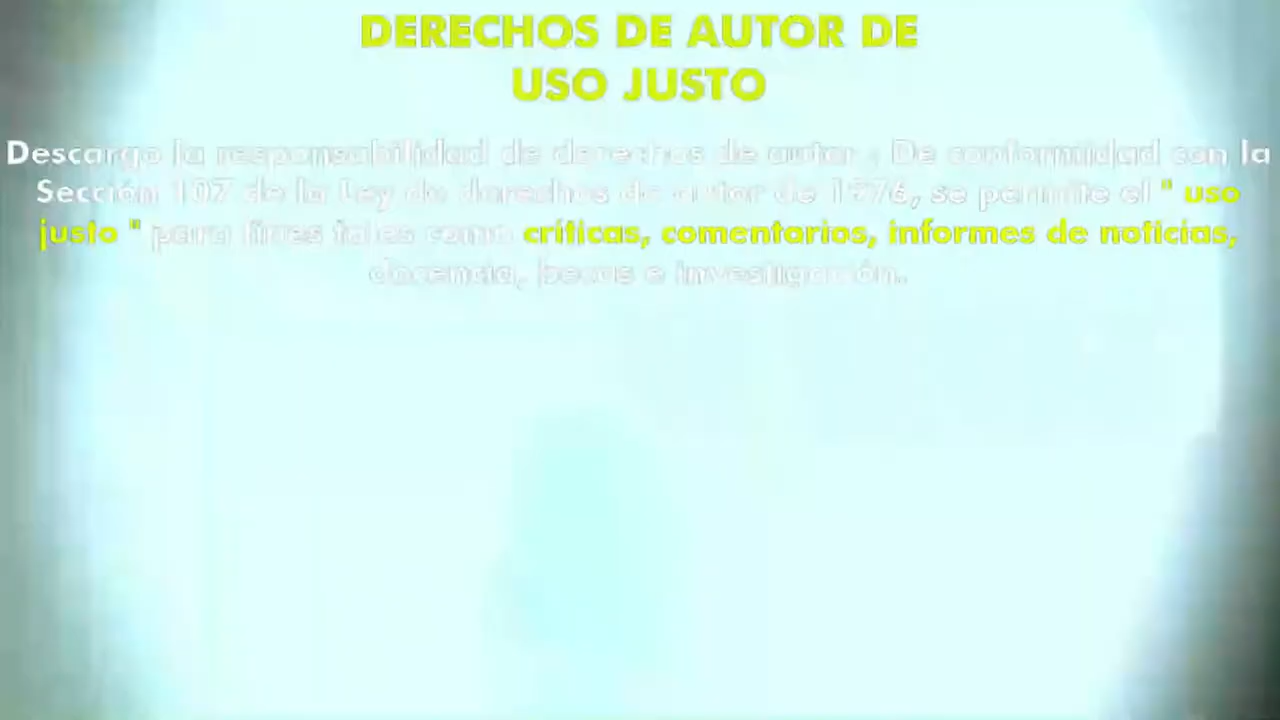 DERECHOS DE AUTOR DE
USO JUSTO
Descargo la responsabilidad de derechos de autor : De conformidad con la
Sección 107 de la Ley de derechos de autor de 1976, se permite el " uso
justo " para fines tales como críticas, comentarios, informes de noticias,
docencia, becas e investigación.